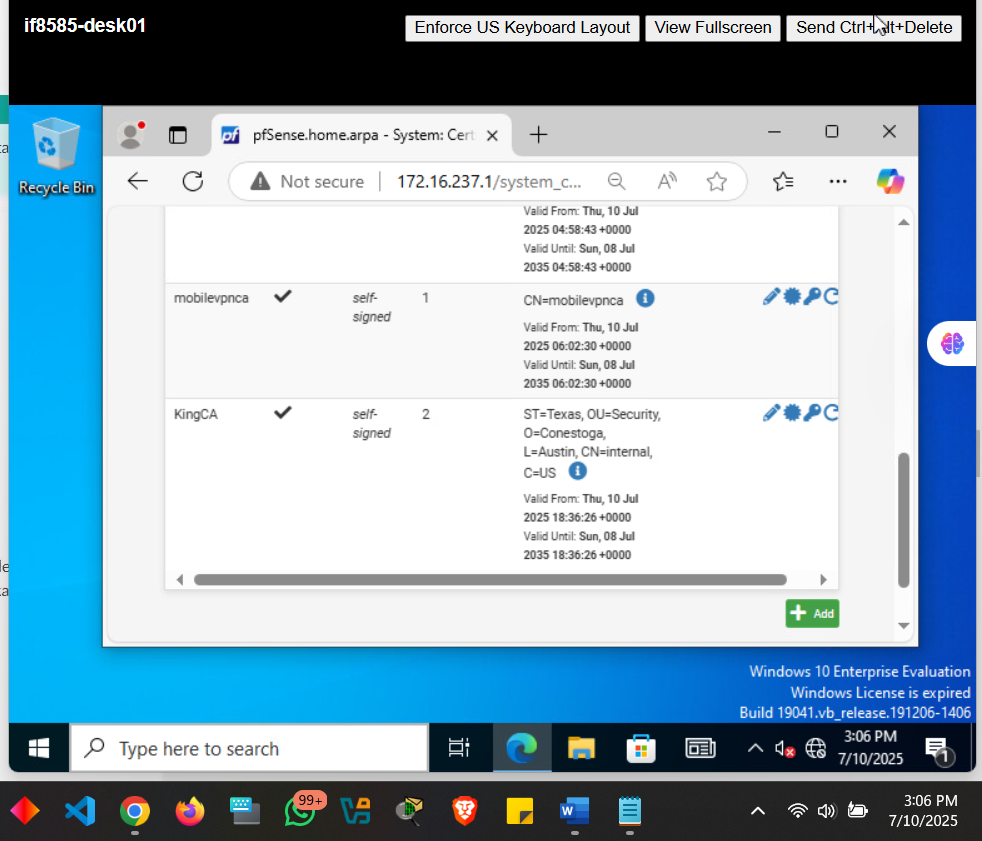 if8585-desk01
Enforce US Keyboard Layout
View Fullscreen
Send Ctrl+Alt+Delete
Recycle Bin
pf
pfSense.home.arpa - System: Cert
Not secure
172.16.237.1/system_c...
Valid From: Thu, 10 Jul
2025 04:58:43 +0000
Valid Until: Sun, 08 Jul
2035 04:58:43 +0000
mobilevpnca
self-
signed
1
CN=mobilevpnca
Valid From: Thu, 10 Jul
2025 06:02:30 +0000
Valid Until: Sun, 08 Jul
2035 06:02:30 +0000
KingCA
self-
signed
2
ST=Texas, OU=Security,
O=Conestoga,
L=Austin, CN=internal,
C=US
Valid From: Thu, 10 Jul
2025 18:36:26 +0000
Valid Until: Sun, 08 Jul
2035 18:36:26 +0000
Add
Windows 10 Enterprise Evaluation
Windows License is expired
Build 19041.vb_release.191206-1406
Type here to search
3:06 PM
7/10/2025
1
99+
3:06 PM
7/10/2025